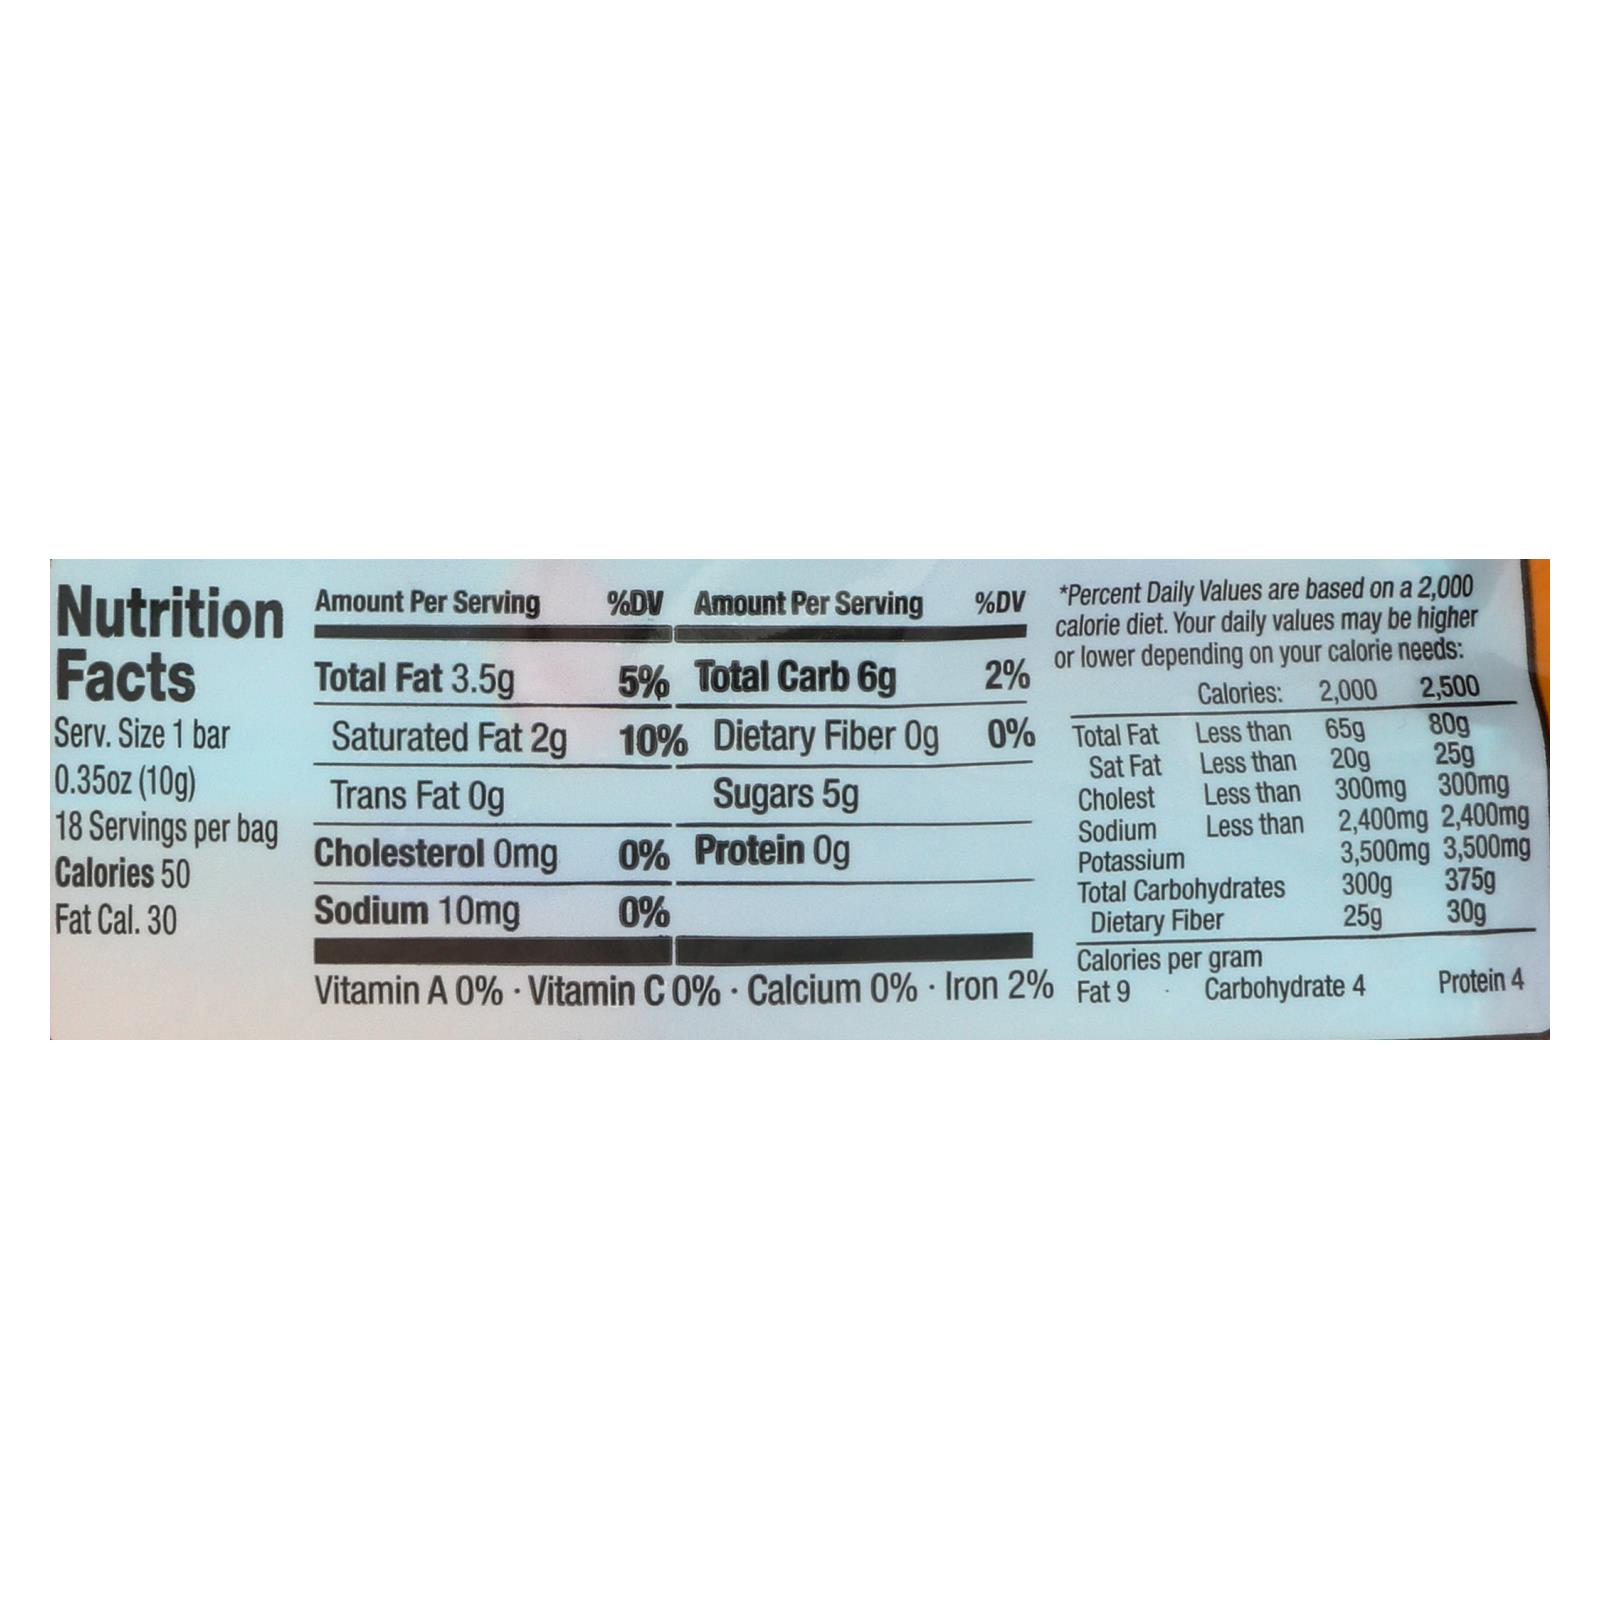 Nutrition
Facts
Serv. Size 1 bar
0.35oz (10g)
18 Servings per bag
Calories 50
Fat Cal. 30
Amount Per Serving %DV
Total Fat 3.5g 5%
Saturated Fat 2g 10%
Trans Fat 0g
Cholesterol 0mg 0%
Sodium 10mg 0%
Amount Per Serving %DV
Total Carb 6g 2%
Dietary Fiber 0g 0%
Sugars 5g
Protein 0g
Vitamin A 0% · Vitamin C 0% · Calcium 0% · Iron 2%
*Percent Daily Values are based on a 2,000
calorie diet. Your daily values may be higher
or lower depending on your calorie needs:
Calories: 2,000 2,500
Total Fat Less than 65g 80g
Sat Fat Less than 20g 25g
Cholest Less than 300mg 300mg
Sodium Less than 2,400mg 2,400mg
Potassium 3,500mg 3,500mg
Total Carbohydrates 300g 375g
Dietary Fiber 25g 30g
Calories per gram
Fat 9 · Carbohydrate 4 Protein 4